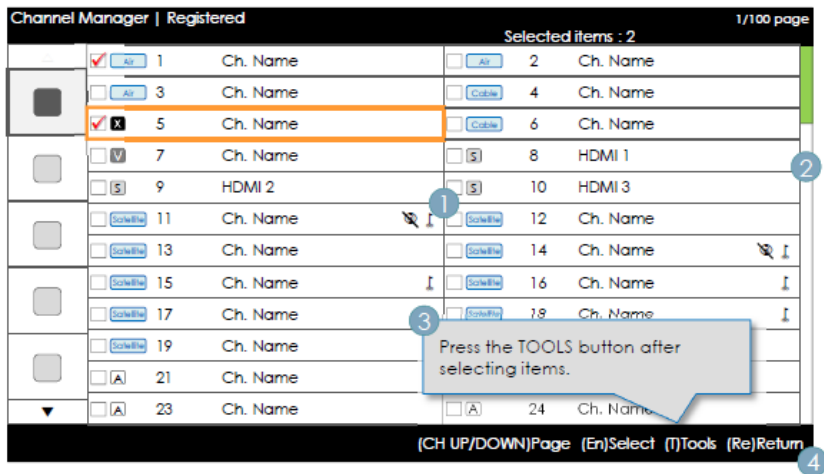 Channel Manager | Registered
1/100 page
Selected items : 2
Air 1 Ch. Name
Air 2 Ch. Name
Air 3 Ch. Name
Cable 4 Ch. Name
X 5 Ch. Name
Cable 6 Ch. Name
V 7 Ch. Name
S 8 HDMI 1
2
S 9 HDMI 2
S 10 HDMI 3
1
Satellite 11 Ch. Name
Satellite 12 Ch. Name
Satellite 13 Ch. Name
Satellite 14 Ch. Name
Satellite 15 Ch. Name
Satellite 16 Ch. Name
Satellite 17 Ch. Name
Satellite 18 Ch. Name
3
Satellite 19 Ch. Name
Press the TOOLS button after
selecting items.
A 21 Ch. Name
A 23 Ch. Name
A 24 Ch. Name
(CH UP/DOWN)Page (En)Select (T)Tools (Re)Return
4